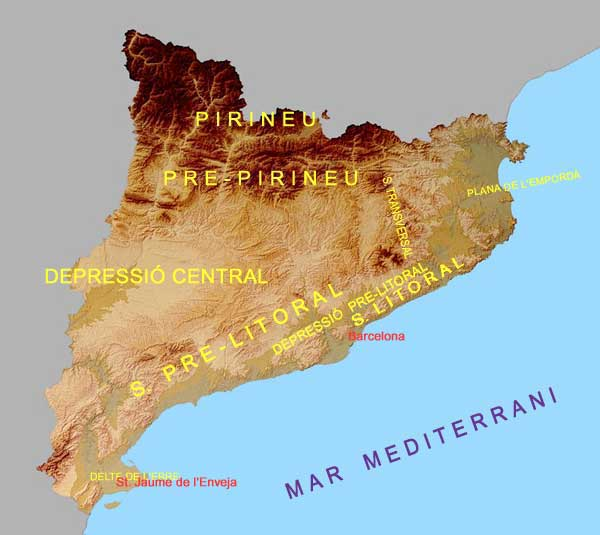 PIRINEU
PRE-PIRINEU
PLANA DE L'EMPORDÀ
S. TRANSVERSAL
DEPRESSIÓ CENTRAL
S. PRE-LITORAL
DEPRESSIÓ PRE-LITORAL
S. LITORAL
Barcelona
MAR MEDITERRANI
DELTE DE L'EBRE
St. Jaume de l'Enveja